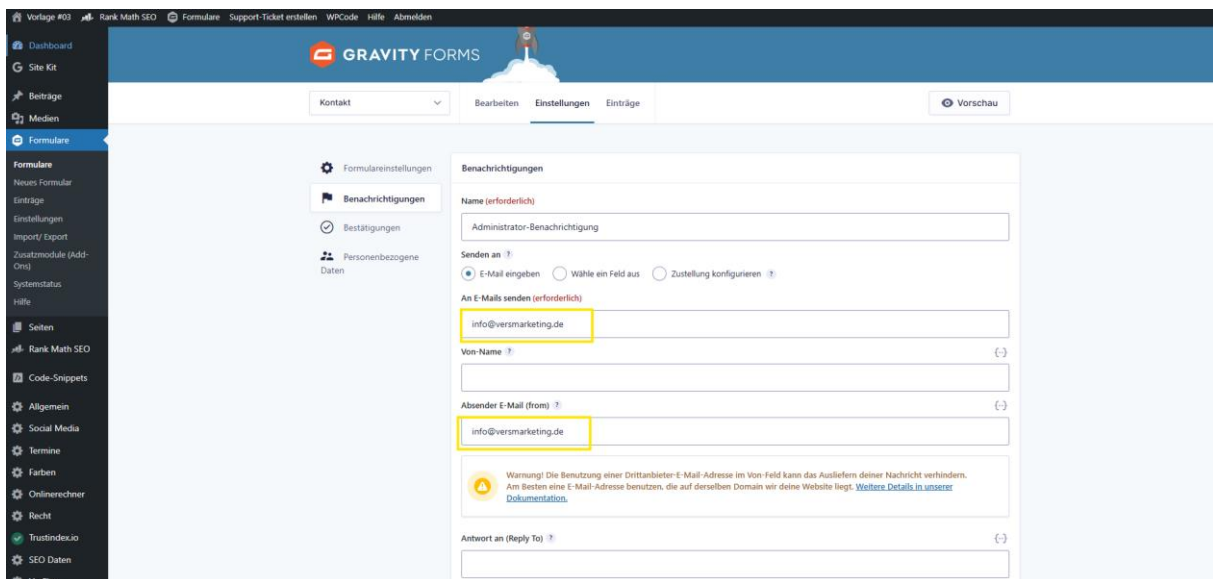 Vorlage #03 Rank Math SEO Formulare Support-Ticket erstellen WPCode Hilfe Abmelden
Dashboard
Site Kit
Beiträge
Medien
Formulare
Formulare
Neues Formular
Einträge
Einstellungen
Import/ Export
Zusatzmodule (Add-
Ons)
Systemstatus
Hilfe
Seiten
Rank Math SEO
Code-Snippets
Allgemein
Social Media
Termine
Farben
Onlinerechner
Recht
Trustindex.io
SEO Daten
GRAVITY FORMS
Kontakt
Bearbeiten Einstellungen Einträge
Vorschau
Formulareinstellungen
Benachrichtigungen
Bestätigungen
Personenbezogene
Daten
Benachrichtigungen
Name (erforderlich)
Administrator-Benachrichtigung
Senden an ?
E-Mail eingeben Wähle ein Feld aus Zustellung konfigurieren ?
An E-Mails senden (erforderlich)
info@versmarketing.de
Von-Name ? {..}
Absender E-Mail (from) ? {..}
info@versmarketing.de
Warnung! Die Benutzung einer Drittanbieter-E-Mail-Adresse im Von-Feld kann das Ausliefern deiner Nachricht verhindern.
Am Besten eine E-Mail-Adresse benutzen, die auf derselben Domain wir deine Website liegt. Weitere Details in unserer
Dokumentation.
Antwort an (Reply To) ? {..}